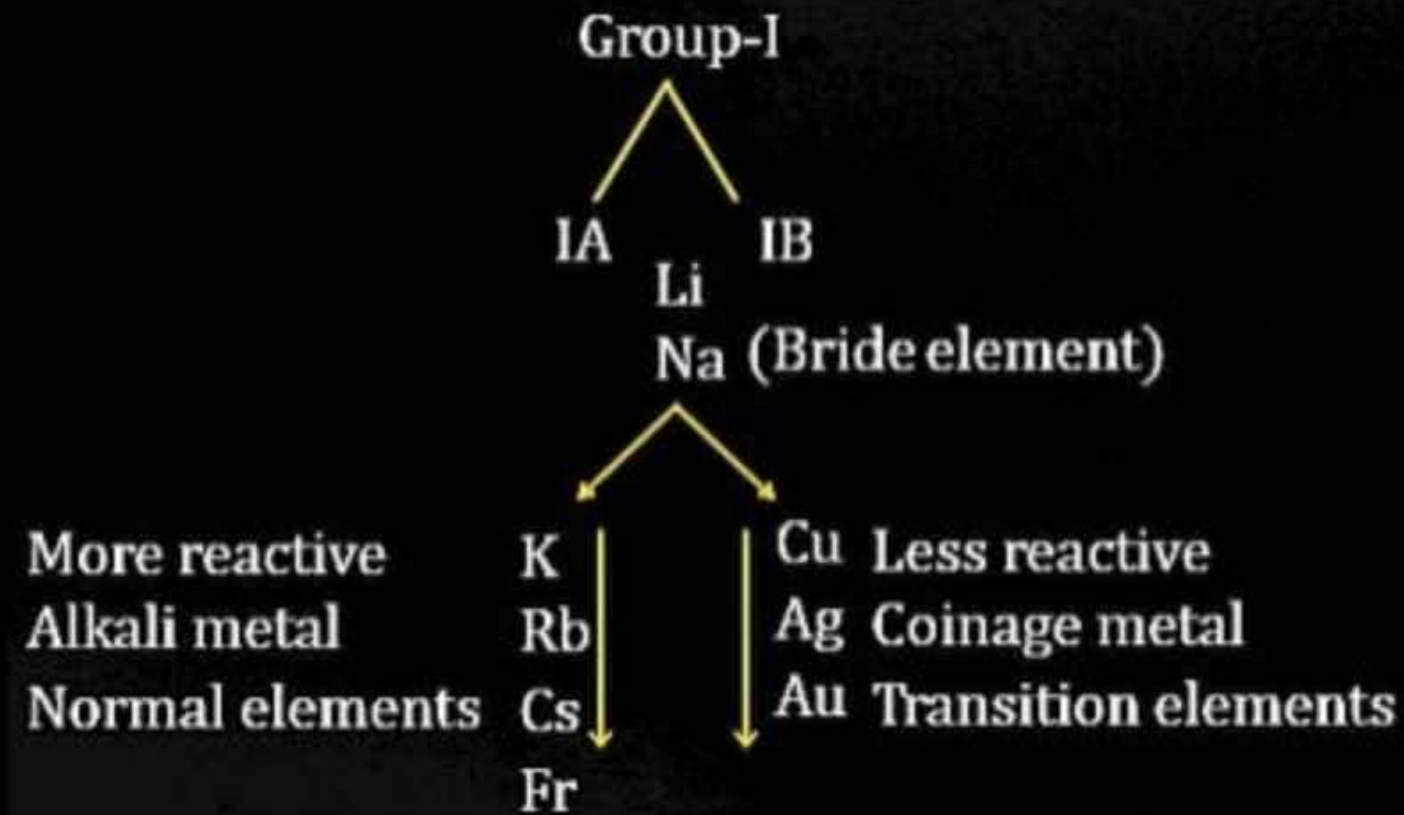 Group-I
IA IB
Li
Na (Bride element)
More reactive K Cu Less reactive
Alkali metal Rb Ag Coinage metal
Normal elements Cs Au Transition elements
Fr